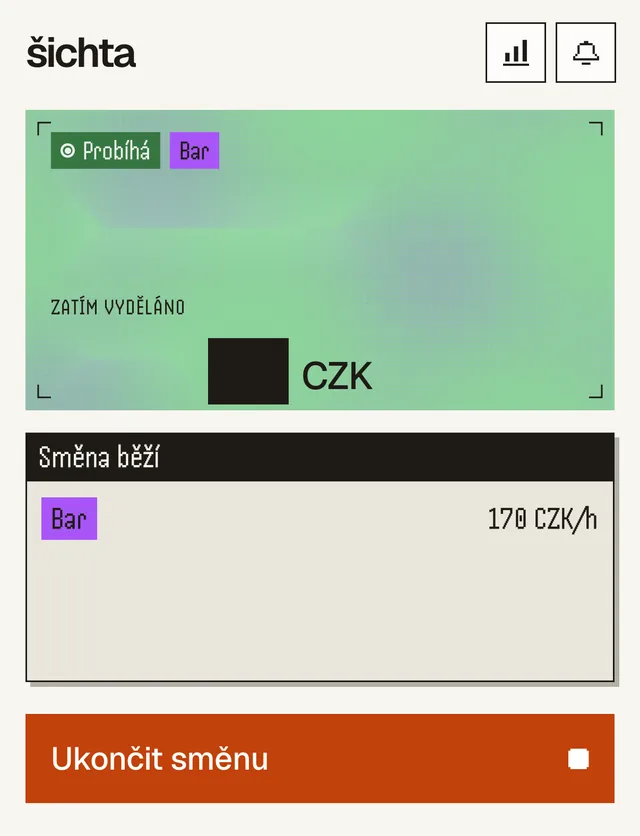 šichta
Probíhá Bar
ZATÍM VYDĚLÁNO
CZK
Směna běží
Bar 170 CZK/h
Ukončit směnu